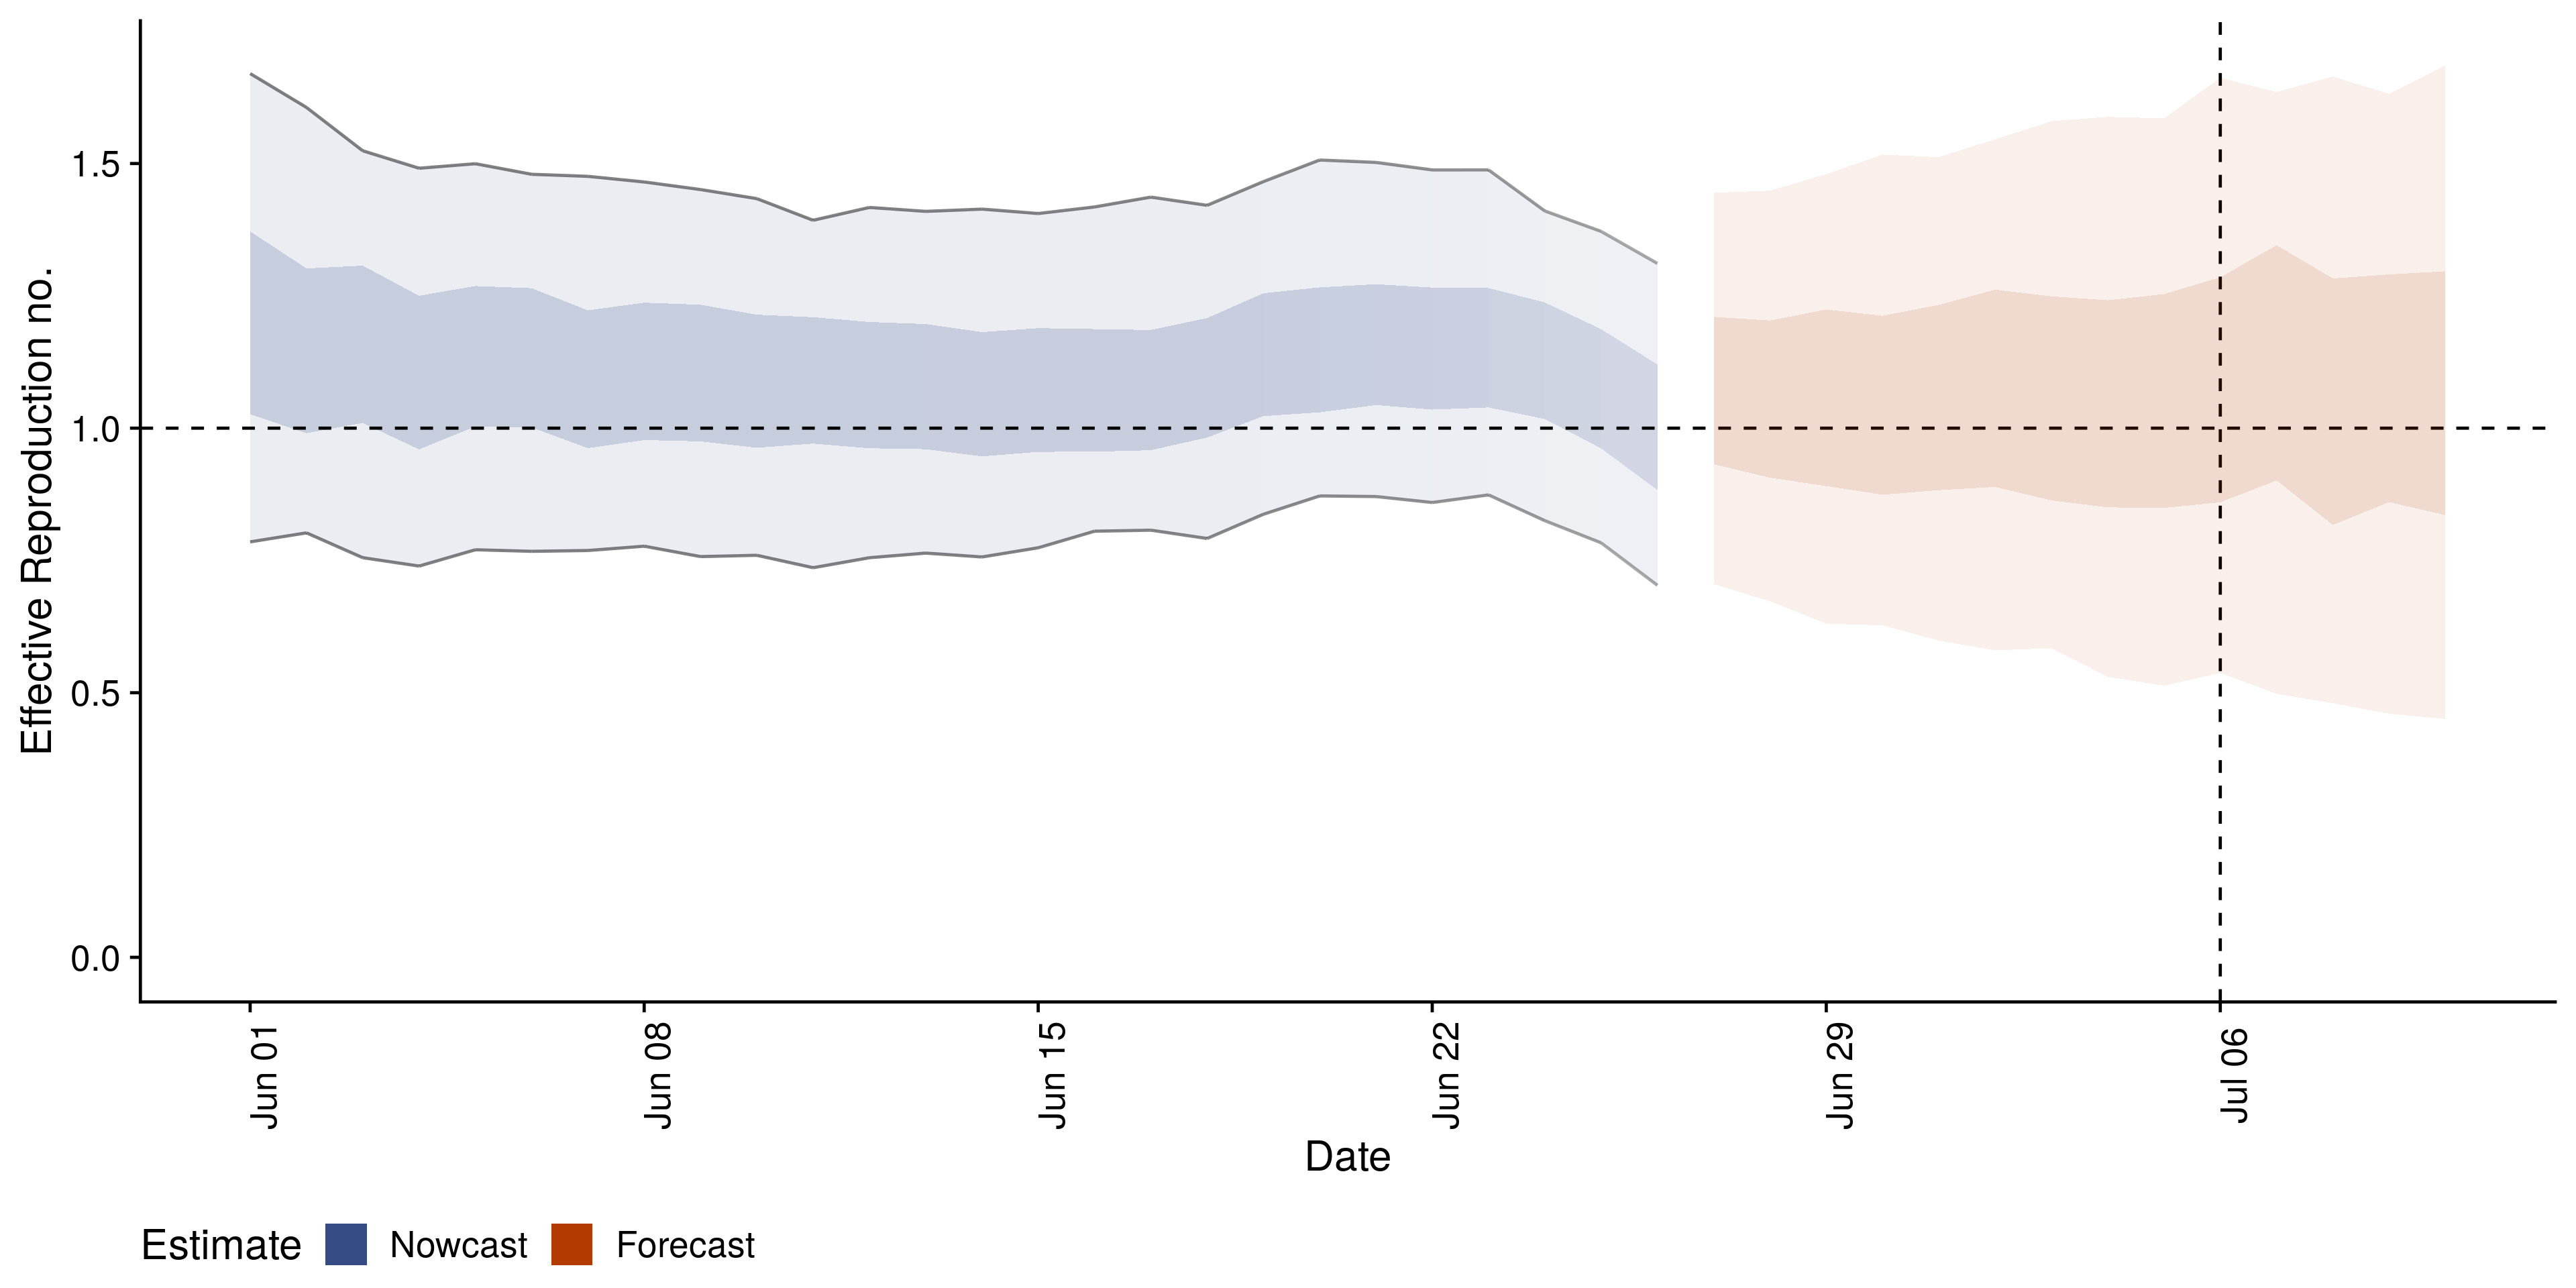 Effective Reproduction no.
1.5
1.0
0.5
0.0
Jun 01
Jun 08
Jun 15
Jun 22
Jun 29
Jul 06
Date
Estimate Nowcast Forecast